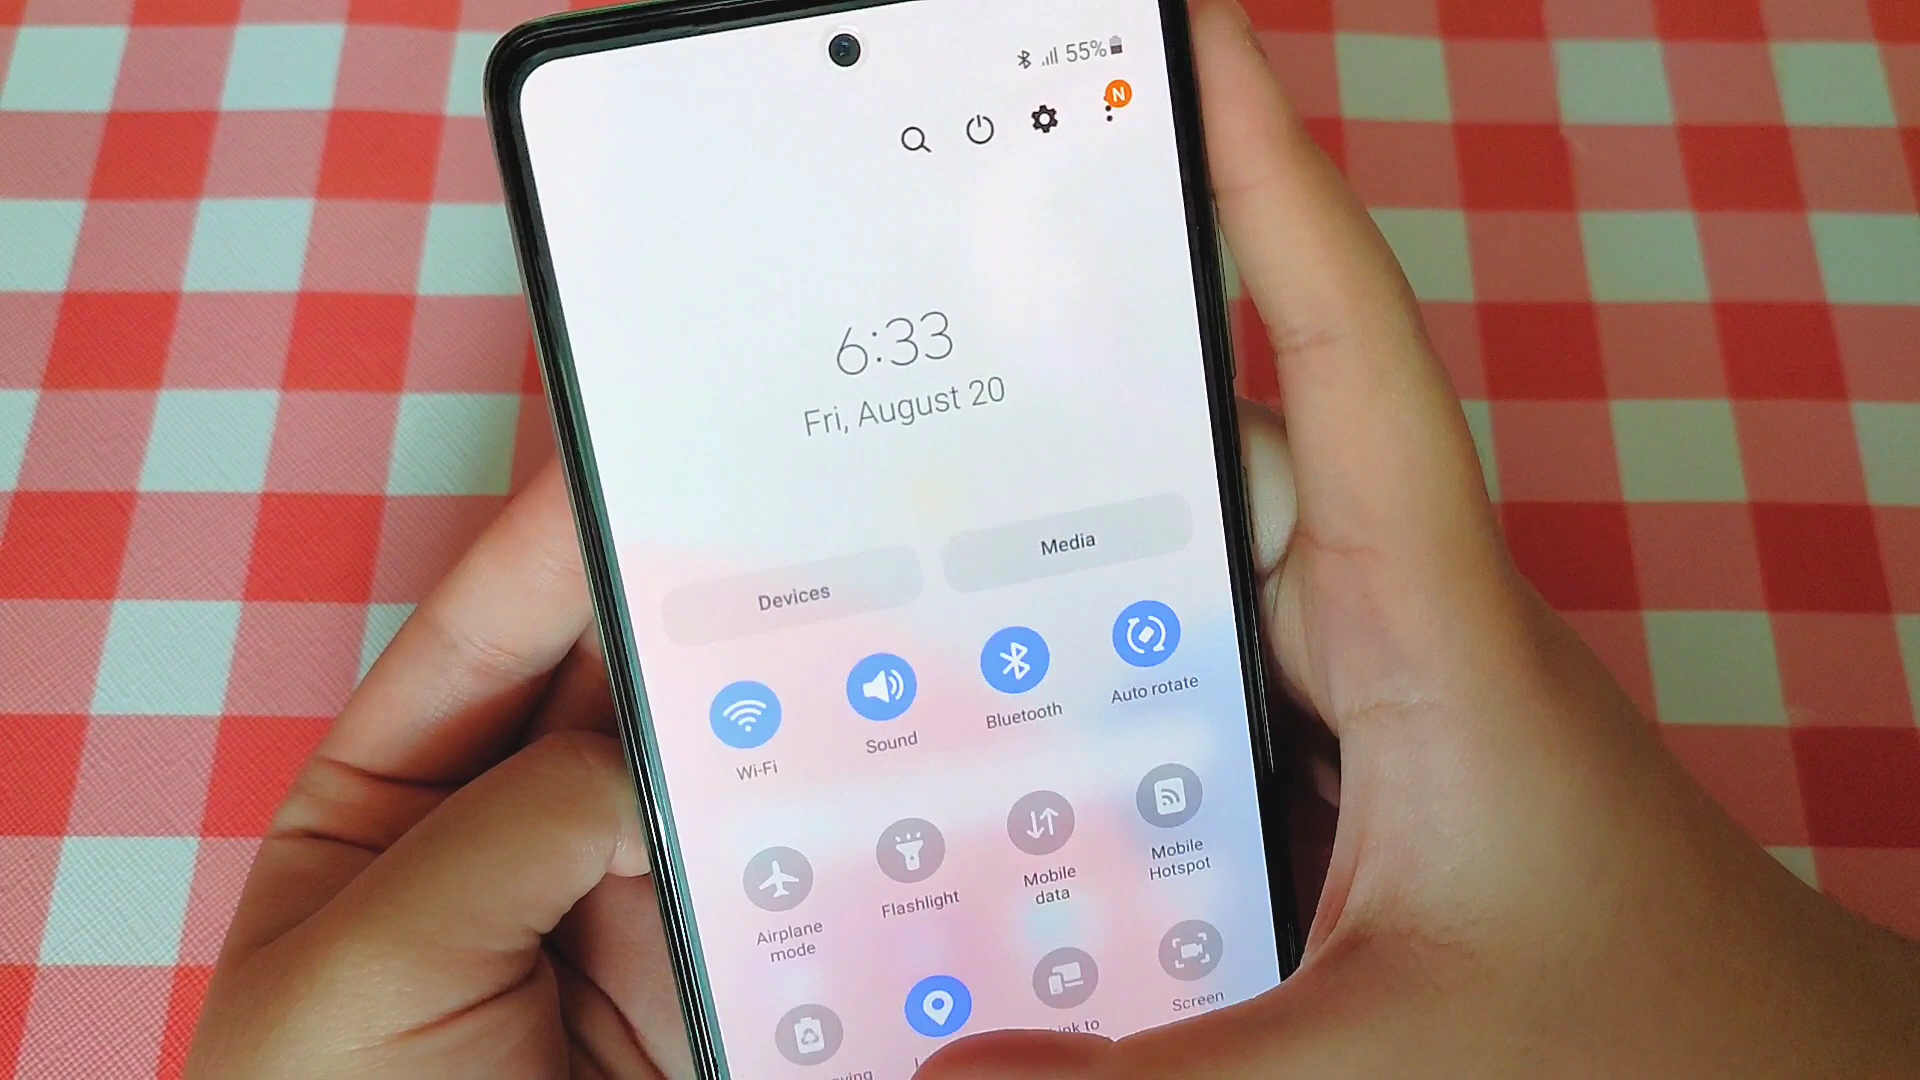 55%
N
6:33
Fri, August 20
Devices
Media
Wi-Fi
Sound
Bluetooth
Auto rotate
Airplane
mode
Flashlight
Mobile
data
Mobile
Hotspot
to
Screen